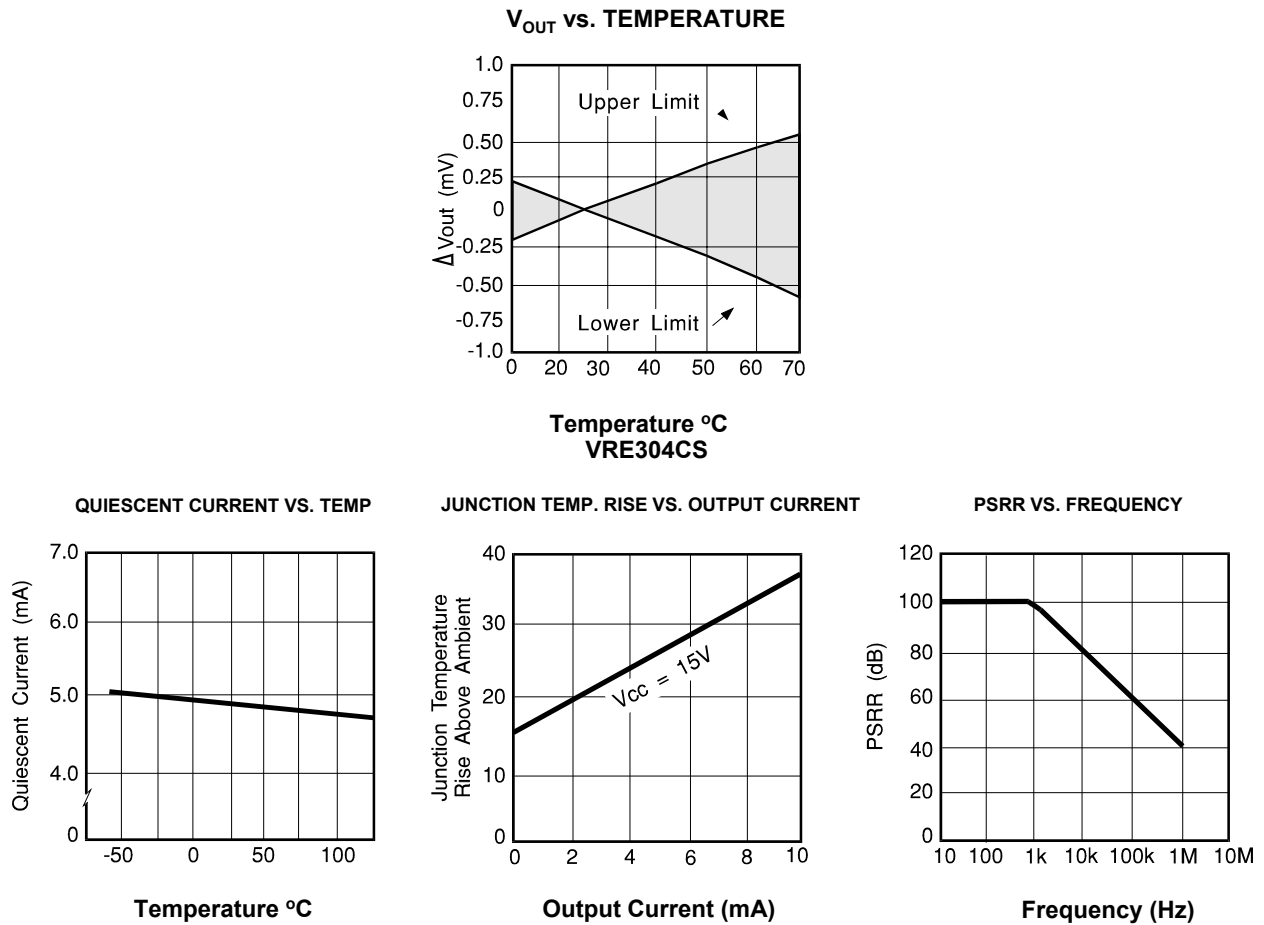 V_OUT vs. TEMPERATURE
1.0
0.75
0.50
0.25
0
-0.25
-0.50
-0.75
-1.0
Δ Vout (mV)
Upper Limit
Lower Limit
0 20 30 40 50 60 70
Temperature ºC
VRE304CS
QUIESCENT CURRENT VS. TEMP
7.0
6.0
5.0
4.0
0
Quiescent Current (mA)
-50 0 50 100
Temperature ºC
JUNCTION TEMP. RISE VS. OUTPUT CURRENT
40
30
20
10
0
Junction Temperature
Rise Above Ambient
Vcc = 15V
0 2 4 6 8 10
Output Current (mA)
PSRR VS. FREQUENCY
120
100
80
60
40
20
0
PSRR (dB)
10 100 1k 10k 100k 1M 10M
Frequency (Hz)